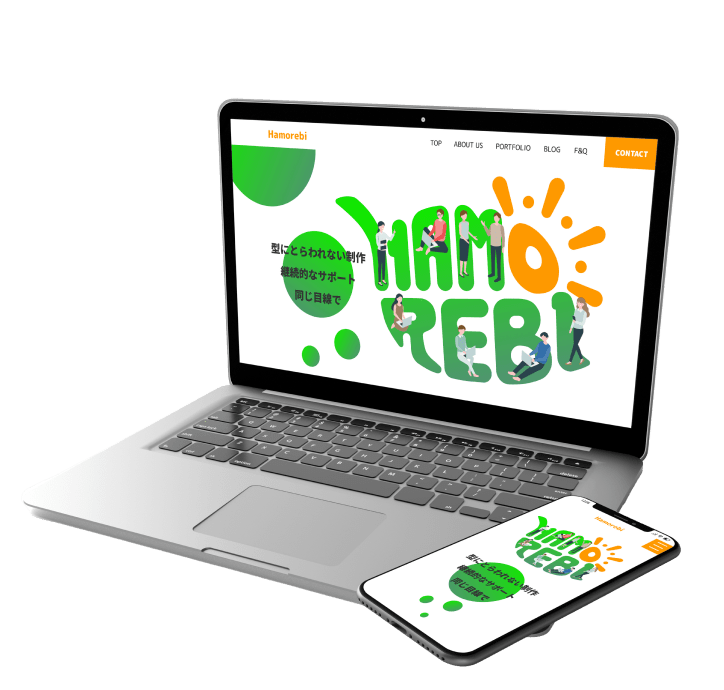 Hamorebi
TOP ABOUT US PORTFOLIO BLOG F&Q CONTACT
HAMO
REBI
型にとらわれない制作
継続的なサポート
同じ目線で
Hamorebi
HAMO
REBI
型にとらわれない制作
継続的なサポート
同じ目線で